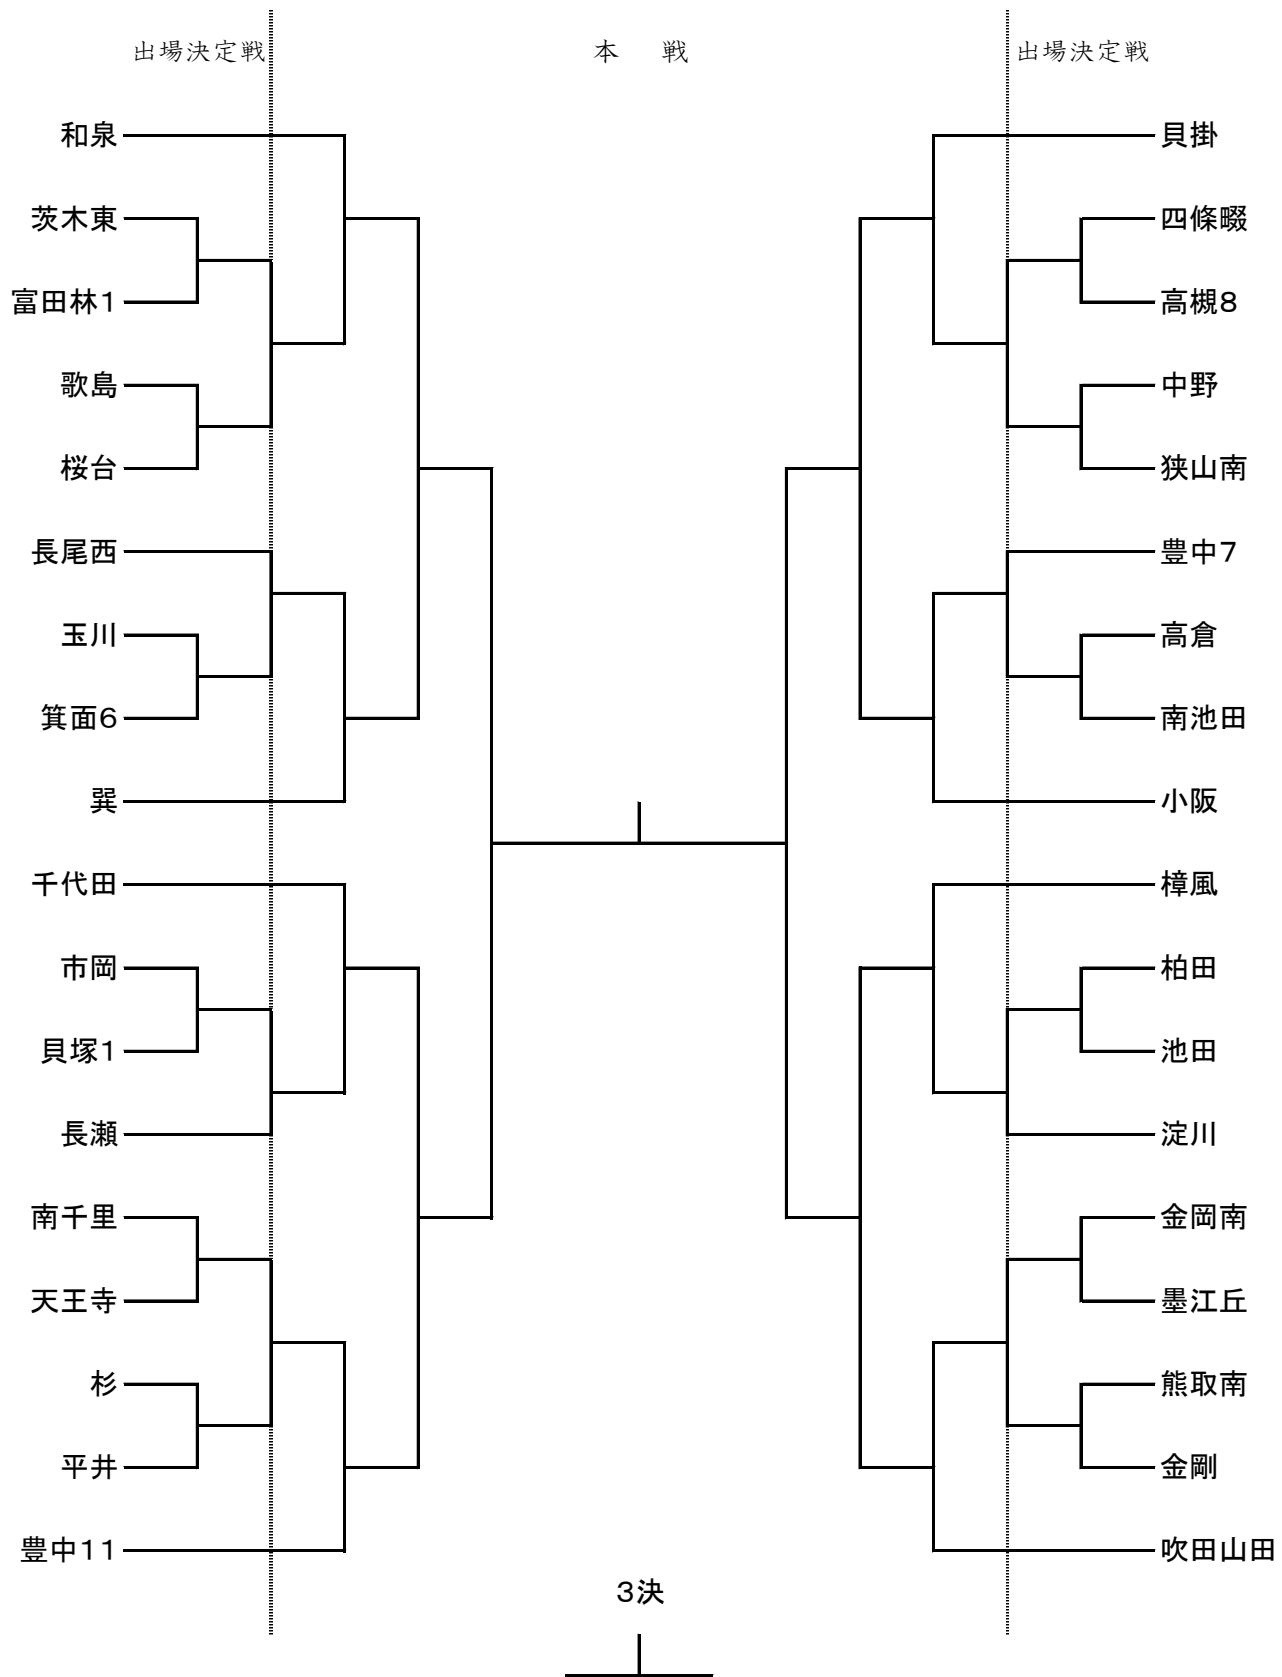 出場決定戦
本　戦
出場決定戦
和泉
茨木東
富田林1
歌島
桜台
長尾西
玉川
箕面6
巽
千代田
市岡
貝塚1
長瀬
南千里
天王寺
杉
平井
豊中11
貝掛
四條畷
高槻8
中野
狭山南
豊中7
高倉
南池田
小阪
樟風
柏田
池田
淀川
金岡南
墨江丘
熊取南
金剛
吹田山田
3決